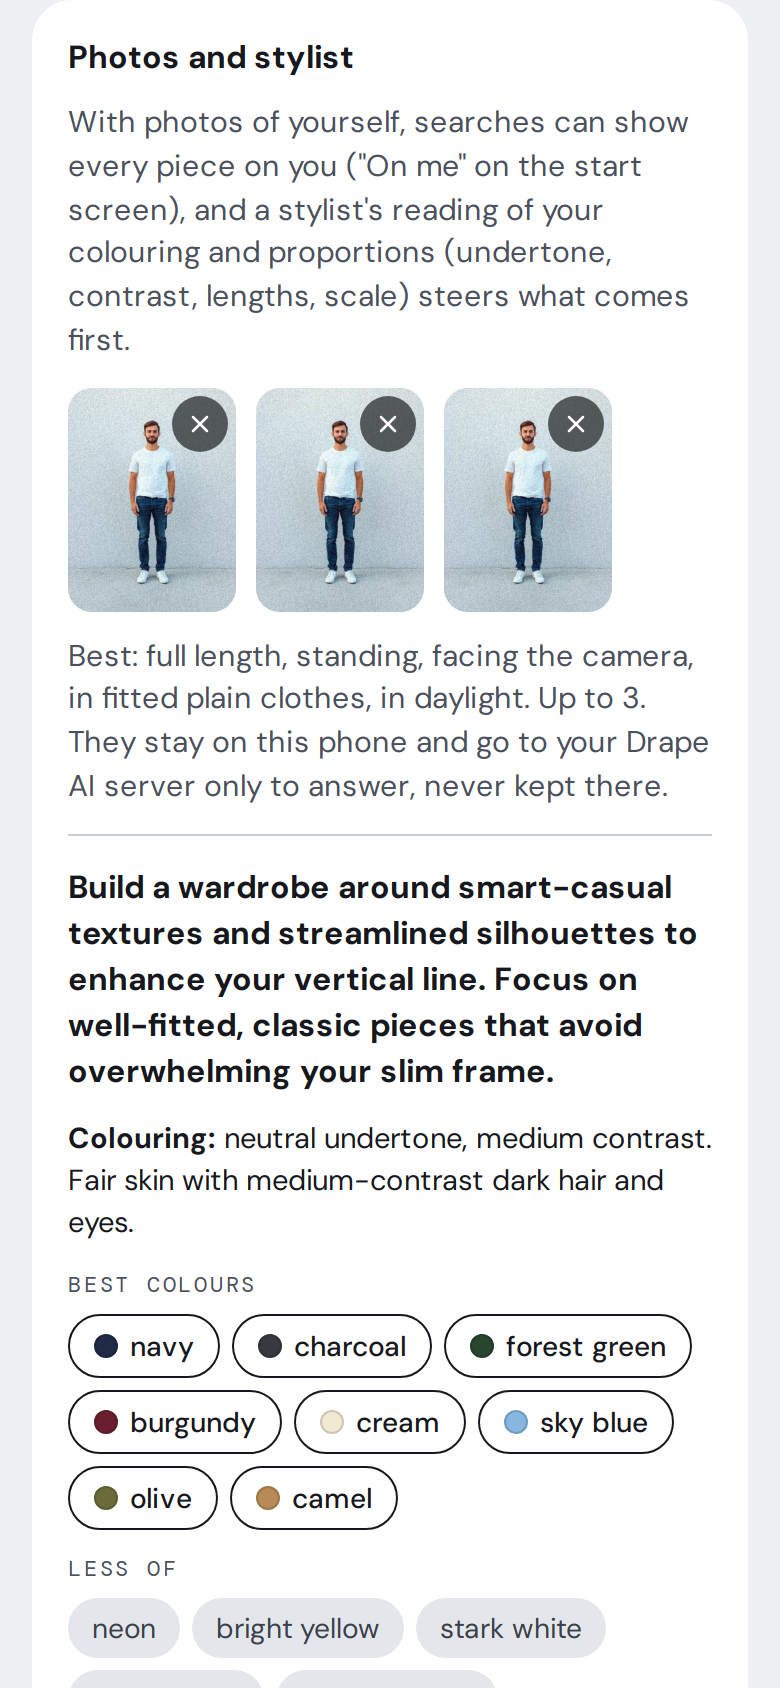 Photos and stylist
With photos of yourself, searches can show
every piece on you ("On me" on the start
screen), and a stylist's reading of your
colouring and proportions (undertone,
contrast, lengths, scale) steers what comes
first.
Best: full length, standing, facing the camera,
in fitted plain clothes, in daylight. Up to 3.
They stay on this phone and go to your Drape
AI server only to answer, never kept there.
Build a wardrobe around smart-casual
textures and streamlined silhouettes to
enhance your vertical line. Focus on
well-fitted, classic pieces that avoid
overwhelming your slim frame.
Colouring: neutral undertone, medium contrast.
Fair skin with medium-contrast dark hair and
eyes.
BEST COLOURS
navy charcoal forest green
burgundy cream sky blue
olive camel
LESS OF
neon bright yellow stark white